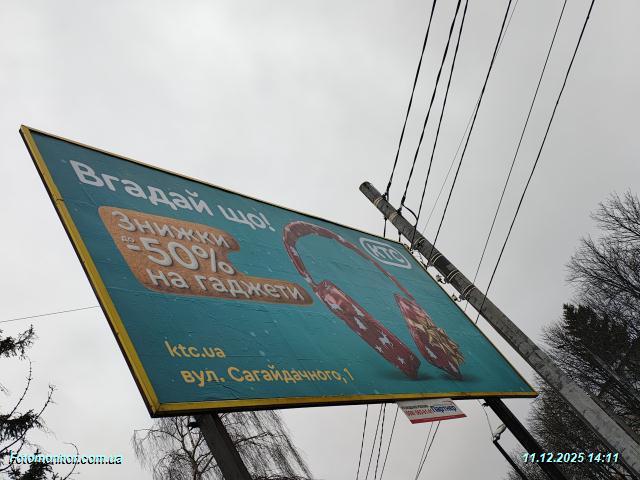 Вгадай що!
Знижки
до -50%
на гаджети
КТС
ktc.ua
вул. Сагайдачного, 1
Партнер
Fotomonitor.com.ua
11.12.2025 14:11